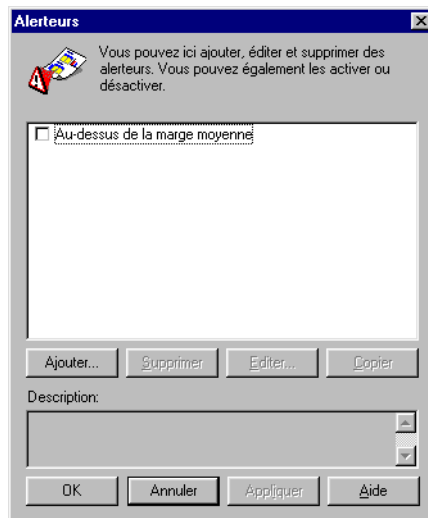 Alerteurs
Vous pouvez ici ajouter, éditer et supprimer des
alerteurs. Vous pouvez également les activer ou
désactiver.
Au-dessus de la marge moyenne
Ajouter... Supprimer Editer... Copier
Description:
OK Annuler Appliquer Aide